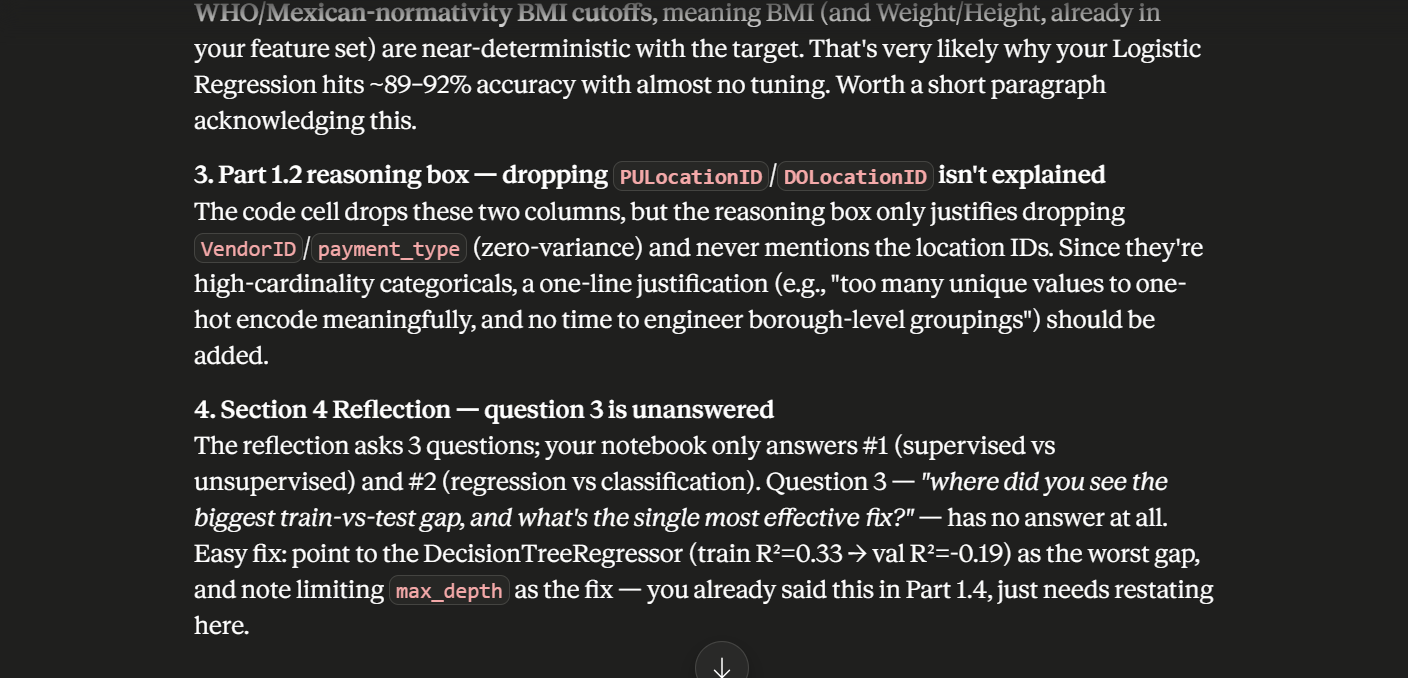 WHO/Mexican-normativity BMI cutoffs, meaning BMI (and Weight/Height, already in
your feature set) are near-deterministic with the target. That's very likely why your Logistic
Regression hits ~89–92% accuracy with almost no tuning. Worth a short paragraph
acknowledging this.
3. Part 1.2 reasoning box — dropping PULocationID/DOLocationID isn't explained
The code cell drops these two columns, but the reasoning box only justifies dropping
VendorID/payment_type (zero-variance) and never mentions the location IDs. Since they're
high-cardinality categoricals, a one-line justification (e.g., "too many unique values to one-
hot encode meaningfully, and no time to engineer borough-level groupings") should be
added.
4. Section 4 Reflection — question 3 is unanswered
The reflection asks 3 questions; your notebook only answers #1 (supervised vs
unsupervised) and #2 (regression vs classification). Question 3 — "where did you see the
biggest train-vs-test gap, and what's the single most effective fix?" — has no answer at all.
Easy fix: point to the DecisionTreeRegressor (train R²=0.33 → val R²=-0.19) as the worst gap,
and note limiting max_depth as the fix — you already said this in Part 1.4, just needs restating
here.